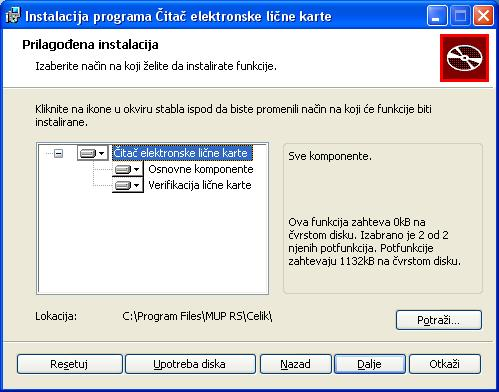 Instalacija programa Čitač elektronske lične karte
Prilagođena instalacija
Izaberite način na koji želite da instalirate funkcije.
Kliknite na ikone u okviru stabla ispod da biste promenili način na koji će funkcije biti
instalirane.
Čitač elektronske lične karte
Osnovne komponente
Verifikacija lične karte
Sve komponente.
Ova funkcija zahteva 0kB na
čvrstom disku. Izabrano je 2 od 2
njenih potfunkcija. Potfunkcije
zahtevaju 1132kB na čvrstom disku.
Lokacija: C:\Program Files\MUP RS\Celik\
Potraži...
Resetuj
Upotreba diska
Nazad
Dalje
Otkaži